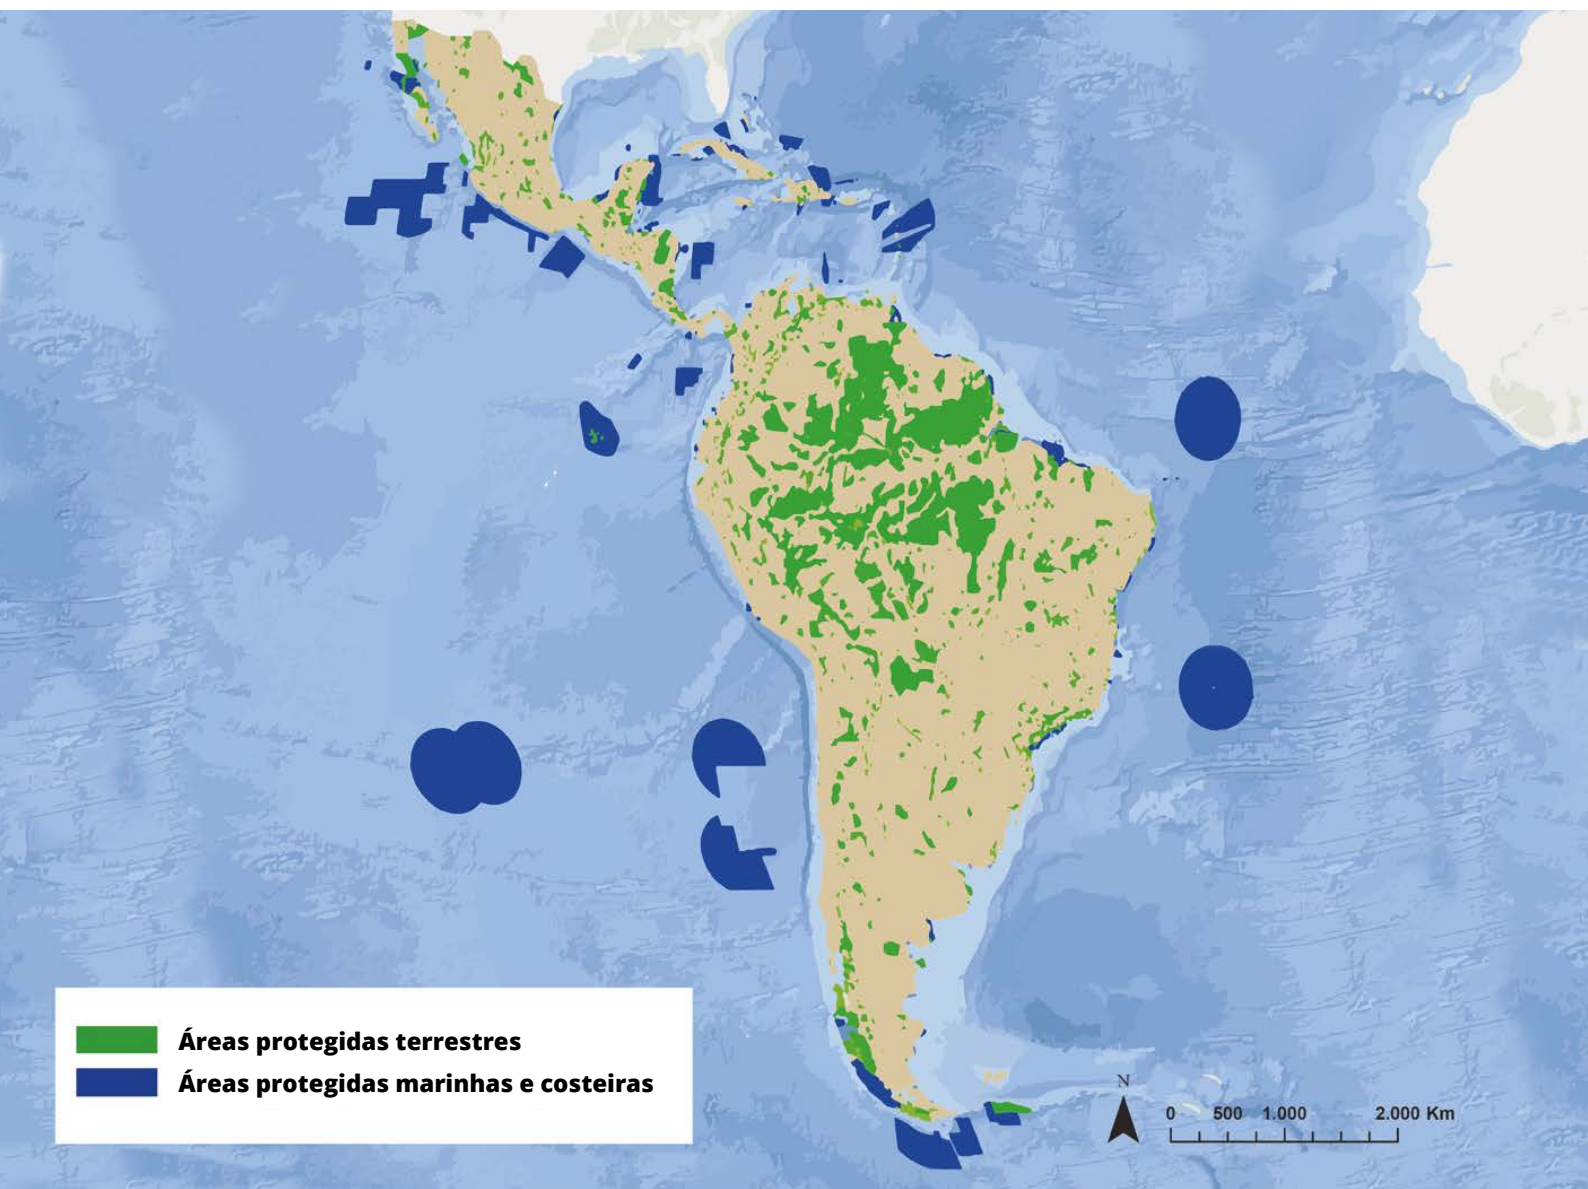 Áreas protegidas terrestres
Áreas protegidas marinhas e costeiras
N
0 500 1.000 2.000 Km